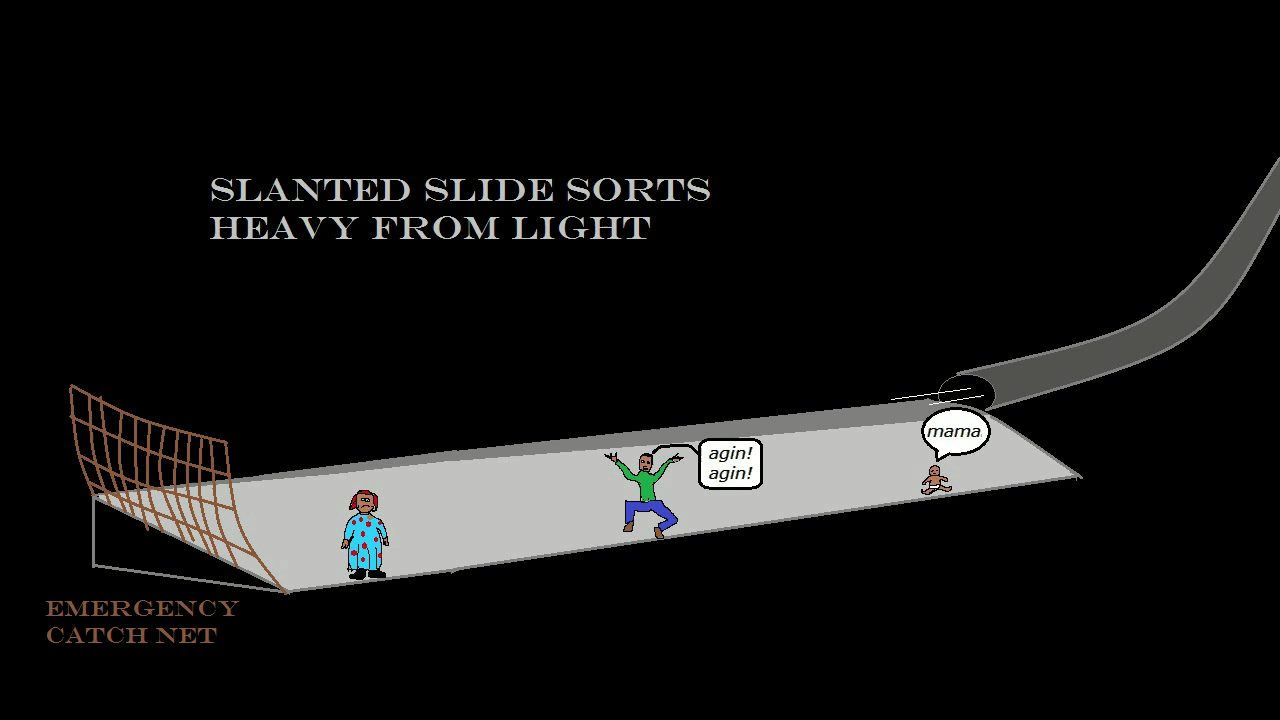 SLANTED SLIDE SORTS
HEAVY FROM LIGHT
agin!
agin!
mama
EMERGENCY
CATCH NET